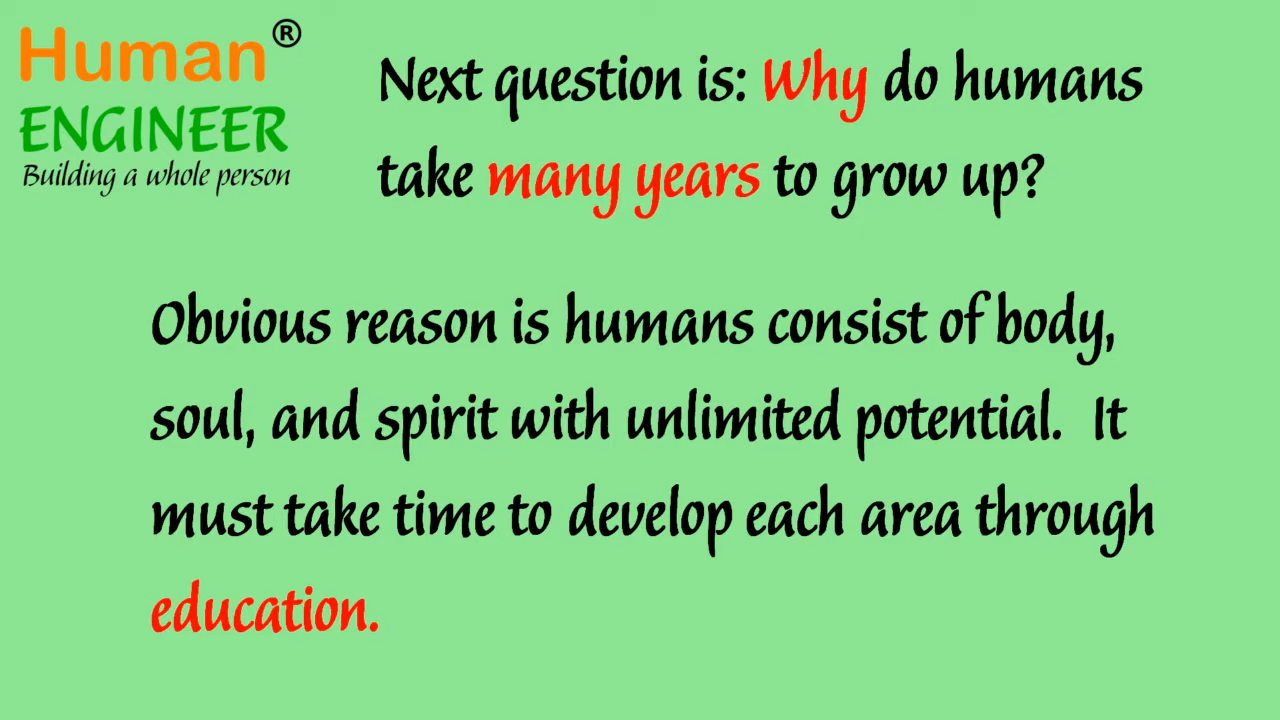 Human®
ENGINEER
Building a whole person
Next question is: Why do humans
take many years to grow up?
Obvious reason is humans consist of body,
soul, and spirit with unlimited potential. It
must take time to develop each area through
education.